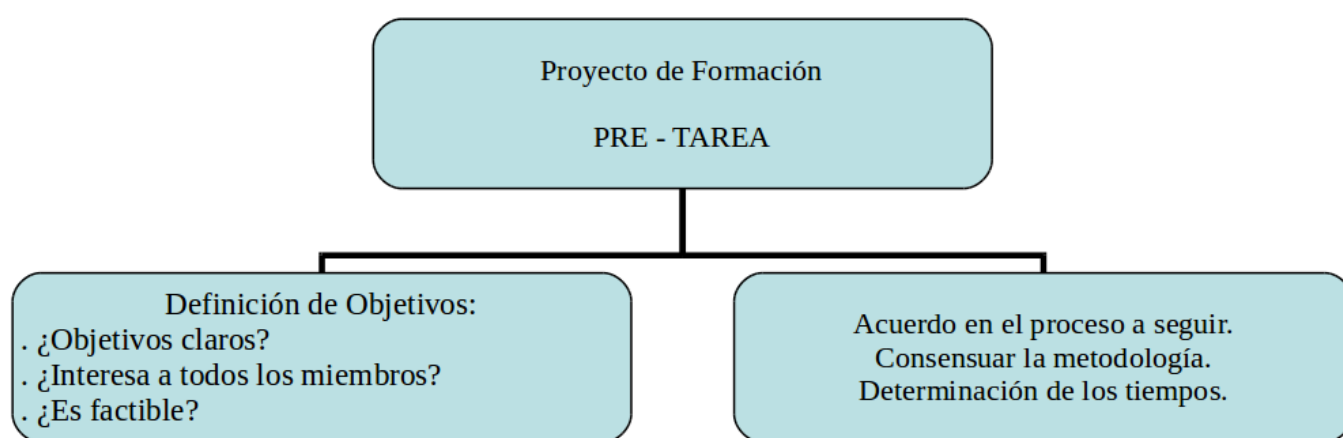 Proyecto de Formación
PRE - TAREA
Definición de Objetivos:
. ¿Objetivos claros?
. ¿Interesa a todos los miembros?
. ¿Es factible?
Acuerdo en el proceso a seguir.
Consensuar la metodología.
Determinación de los tiempos.